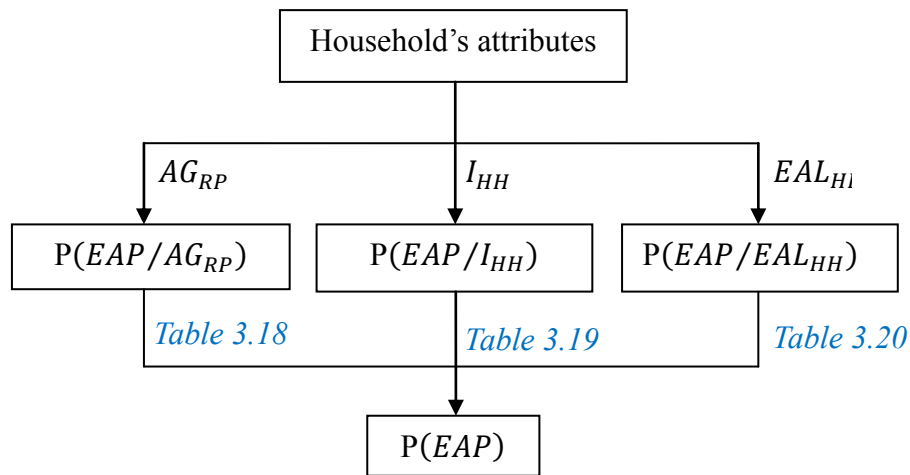 Household’s attributes
AG_RP I_HH EAL_HI
P(EAP/AG_RP) P(EAP/I_HH) P(EAP/EAL_HH)
Table 3.18 Table 3.19 Table 3.20
P(EAP)